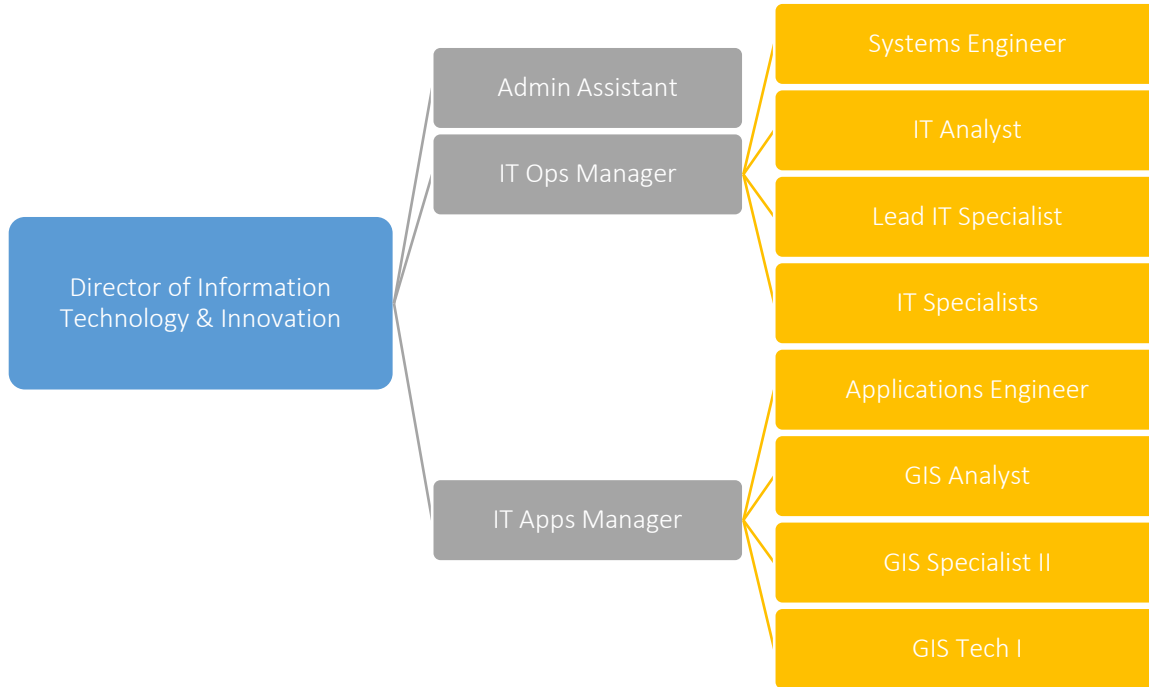 Director of Information
Technology & Innovation
Admin Assistant
IT Ops Manager
IT Apps Manager
Systems Engineer
IT Analyst
Lead IT Specialist
IT Specialists
Applications Engineer
GIS Analyst
GIS Specialist II
GIS Tech I